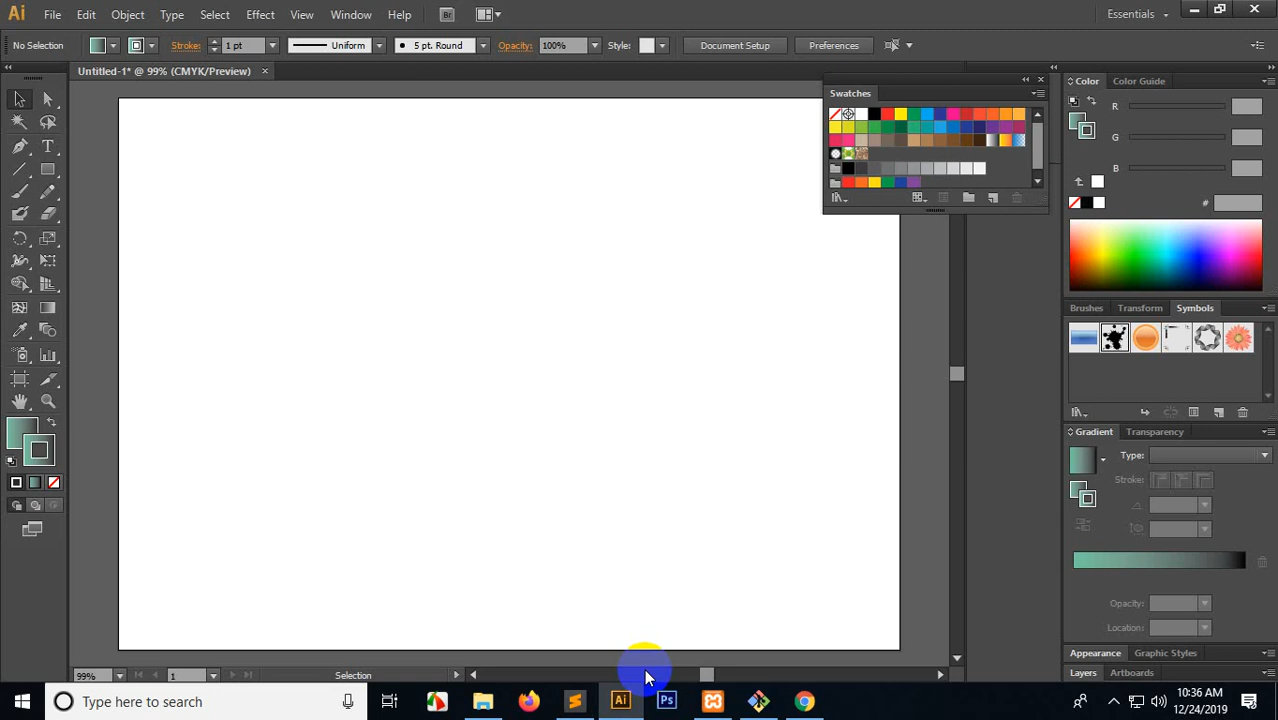 Ai File Edit Object Type Select Effect View Window Help Br Essentials
No Selection Stroke: 1 pt Uniform 5 pt. Round Opacity: 100% Style: Document Setup Preferences
Untitled-1* @ 99% (CMYK/Preview)
Swatches
Color Color Guide
R
G
B
#
Brushes Transform Symbols
Gradient Transparency
Type:
Stroke:
Opacity:
Location:
Appearance Graphic Styles
Layers Artboards
99% 1 Selection
Type here to search Ai Ps 10:36 AM
12/24/2019